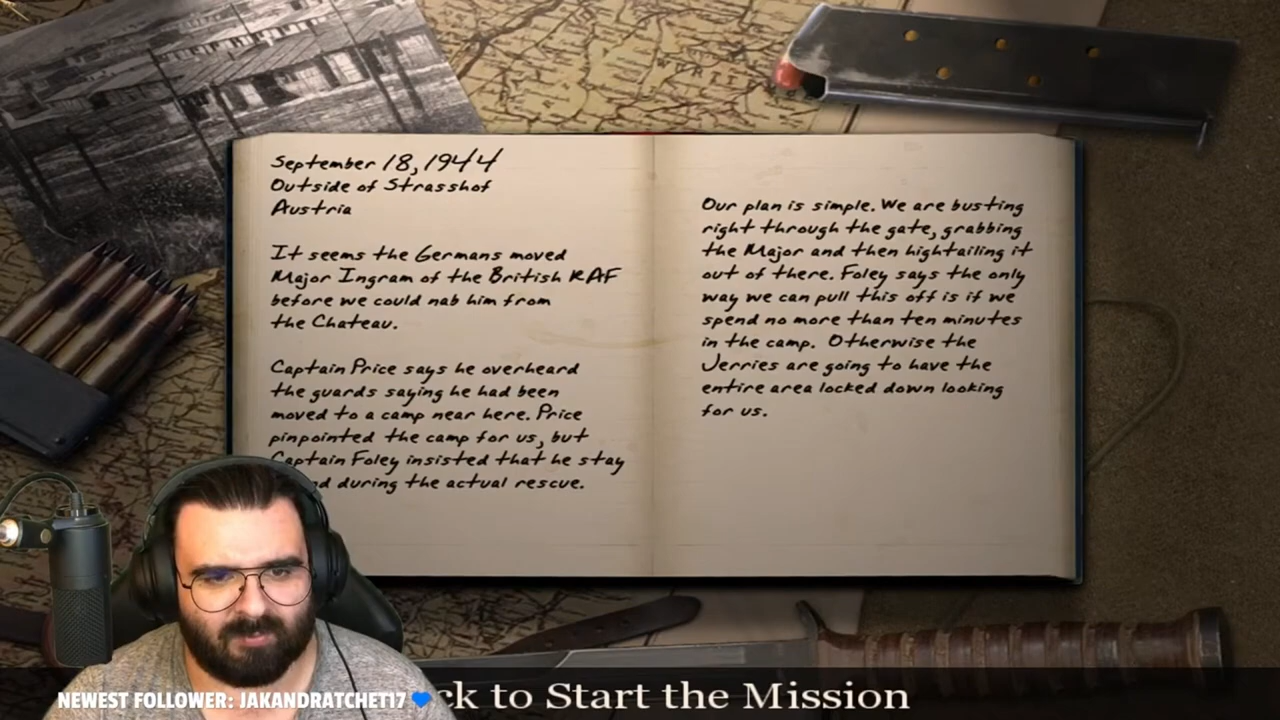 September 18, 1944
Outside of Strasshof
Austria
It seems the Germans moved
Major Ingram of the British RAF
before we could nab him from
the Chateau.
Captain Price says he overheard
the guards saying he had been
moved to a camp near here. Price
pinpointed the camp for us, but
Captain Foley insisted that he stay
during the actual rescue.
Our plan is simple. We are busting
right through the gate, grabbing
the Major and then hightailing it
out of there. Foley says the only
way we can pull this off is if we
spend no more than ten minutes
in the camp. Otherwise the
Jerries are going to have the
entire area locked down looking
for us.
to Start the Mission
NEWEST FOLLOWER: JAKANDRATCHET17